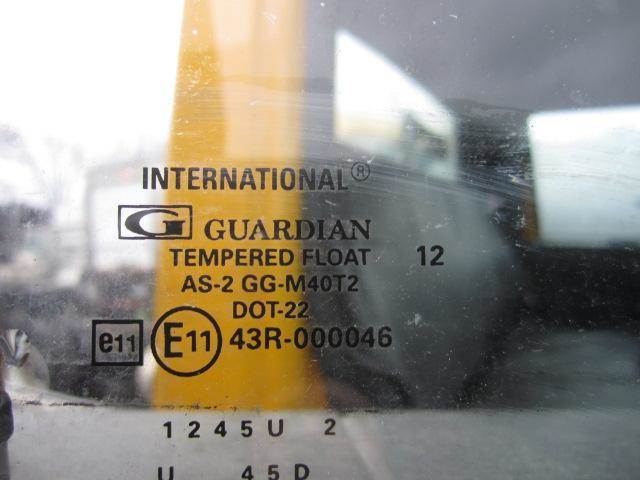 INTERNATIONAL®
G GUARDIAN
TEMPERED FLOAT 12
AS-2 GG-M40T2
DOT-22
e11 E11 43R-000046
1 2 4 5 U 2
U 4 5 D